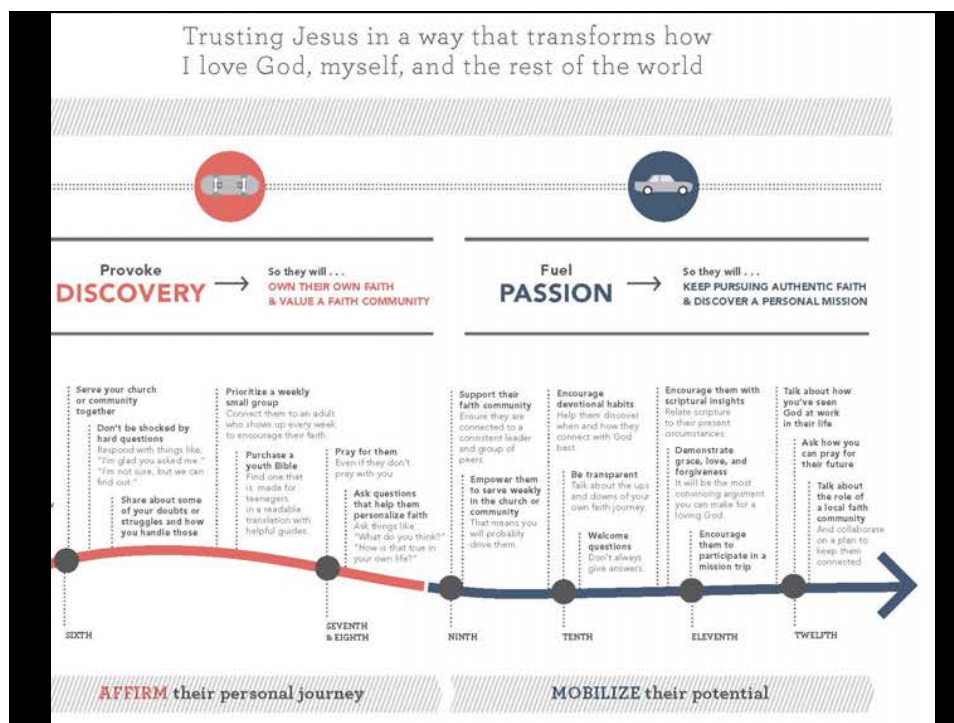 Trusting Jesus in a way that transforms how
I love God, myself, and the rest of the world
Provoke
DISCOVERY
So they will . . .
OWN THEIR OWN FAITH
& VALUE A FAITH COMMUNITY
Fuel
PASSION
So they will . . .
KEEP PURSUING AUTHENTIC FAITH
& DISCOVER A PERSONAL MISSION
Serve your church
or community
together
Don't be shocked by
hard questions
Respond with things like;
"I'm glad you asked me."
"I'm not sure, but we can
find out."
Share about some
of your doubts or
struggles and how
you handle those
Prioritize a weekly
small group
Connect them to an adult
who shows up every week
to encourage their faith.
Purchase a
youth Bible
Find one that
is made for
teenagers
in a readable
translation with
helpful guides.
Pray for them
Even if they don't
pray with you
Ask questions
that help them
personalize faith
Ask things like
"What do you think?"
"How is that true in
your own life?"
Support their
faith community
Ensure they are
connected to a
consistent leader
and group of
peers
Empower them
to serve weekly
in the church or
community
That means you
will probably
drive them.
Encourage
devotional habits
Help them discover
when and how they
connect with God
best.
Be transparent
Talk about the ups
and downs of your
own faith journey.
Welcome
questions
Don't always
give answers.
Encourage them with
scriptural insights
Relate scripture
to their present
circumstances.
Demonstrate
grace, love, and
forgiveness
It will be the most
convincing argument
you can make for a
loving God.
Encourage
them to
participate in a
mission trip
Talk about how
you've seen
God at work
in their life
Ask how you
can pray for
their future
Talk about
the role of
a local faith
community
And collaborate
on a plan to
keep them
connected
SIXTH
SEVENTH
& EIGHTH
NINTH
TENTH
ELEVENTH
TWELFTH
AFFIRM their personal journey
MOBILIZE their potential